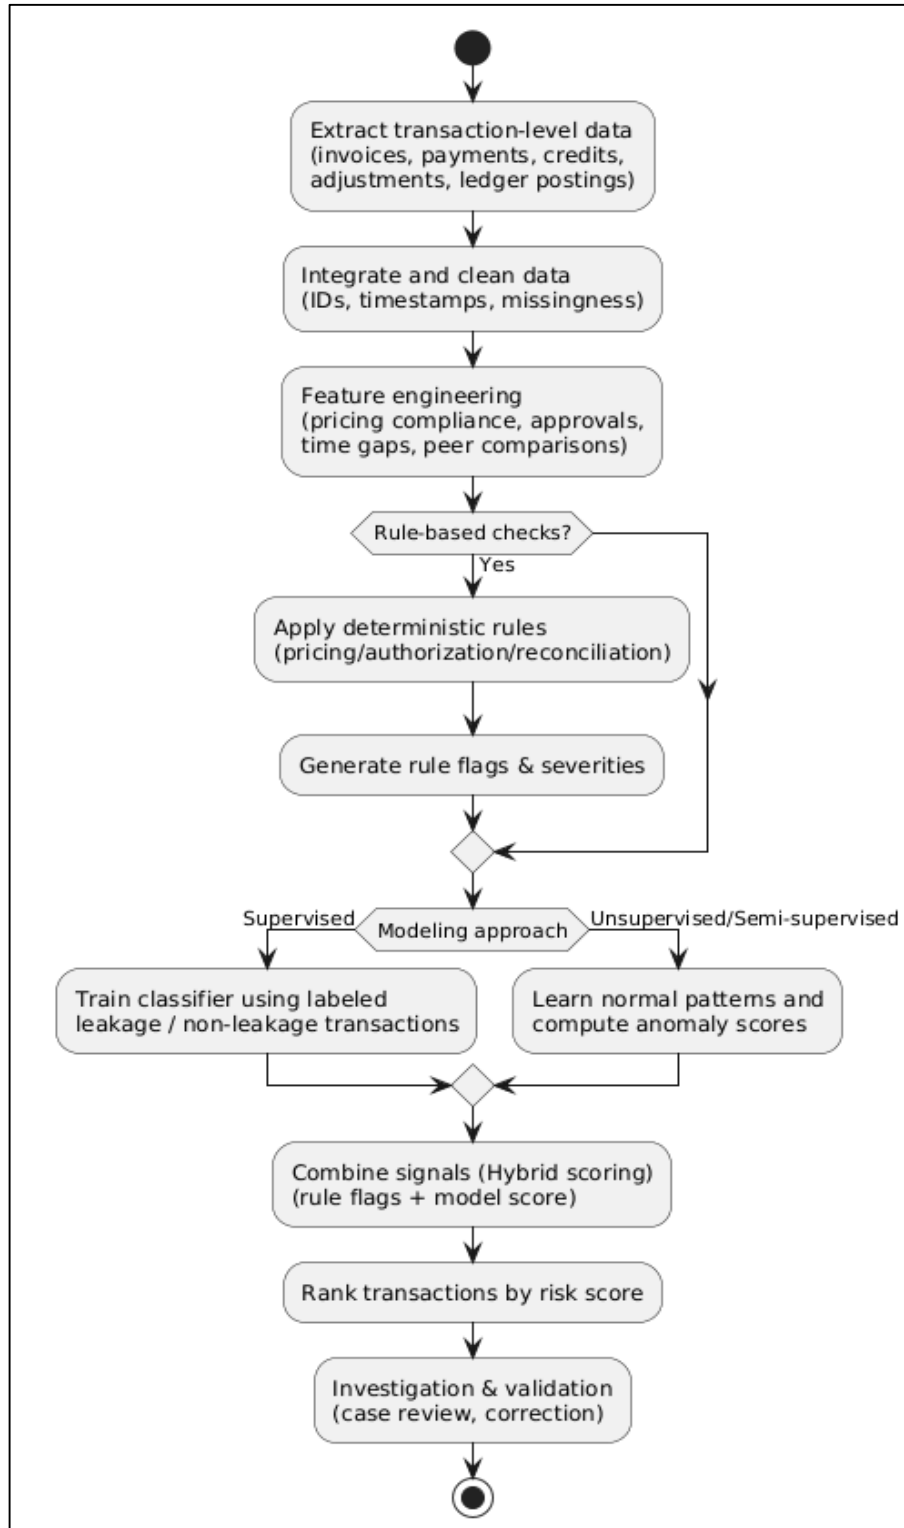 Extract transaction-level data
(invoices, payments, credits,
adjustments, ledger postings)
Integrate and clean data
(IDs, timestamps, missingness)
Feature engineering
(pricing compliance, approvals,
time gaps, peer comparisons)
Rule-based checks?
Yes
Apply deterministic rules
(pricing/authorization/reconciliation)
Generate rule flags & severities
Supervised
Modeling approach
Unsupervised/Semi-supervised
Train classifier using labeled
leakage / non-leakage transactions
Learn normal patterns and
compute anomaly scores
Combine signals (Hybrid scoring)
(rule flags + model score)
Rank transactions by risk score
Investigation & validation
(case review, correction)